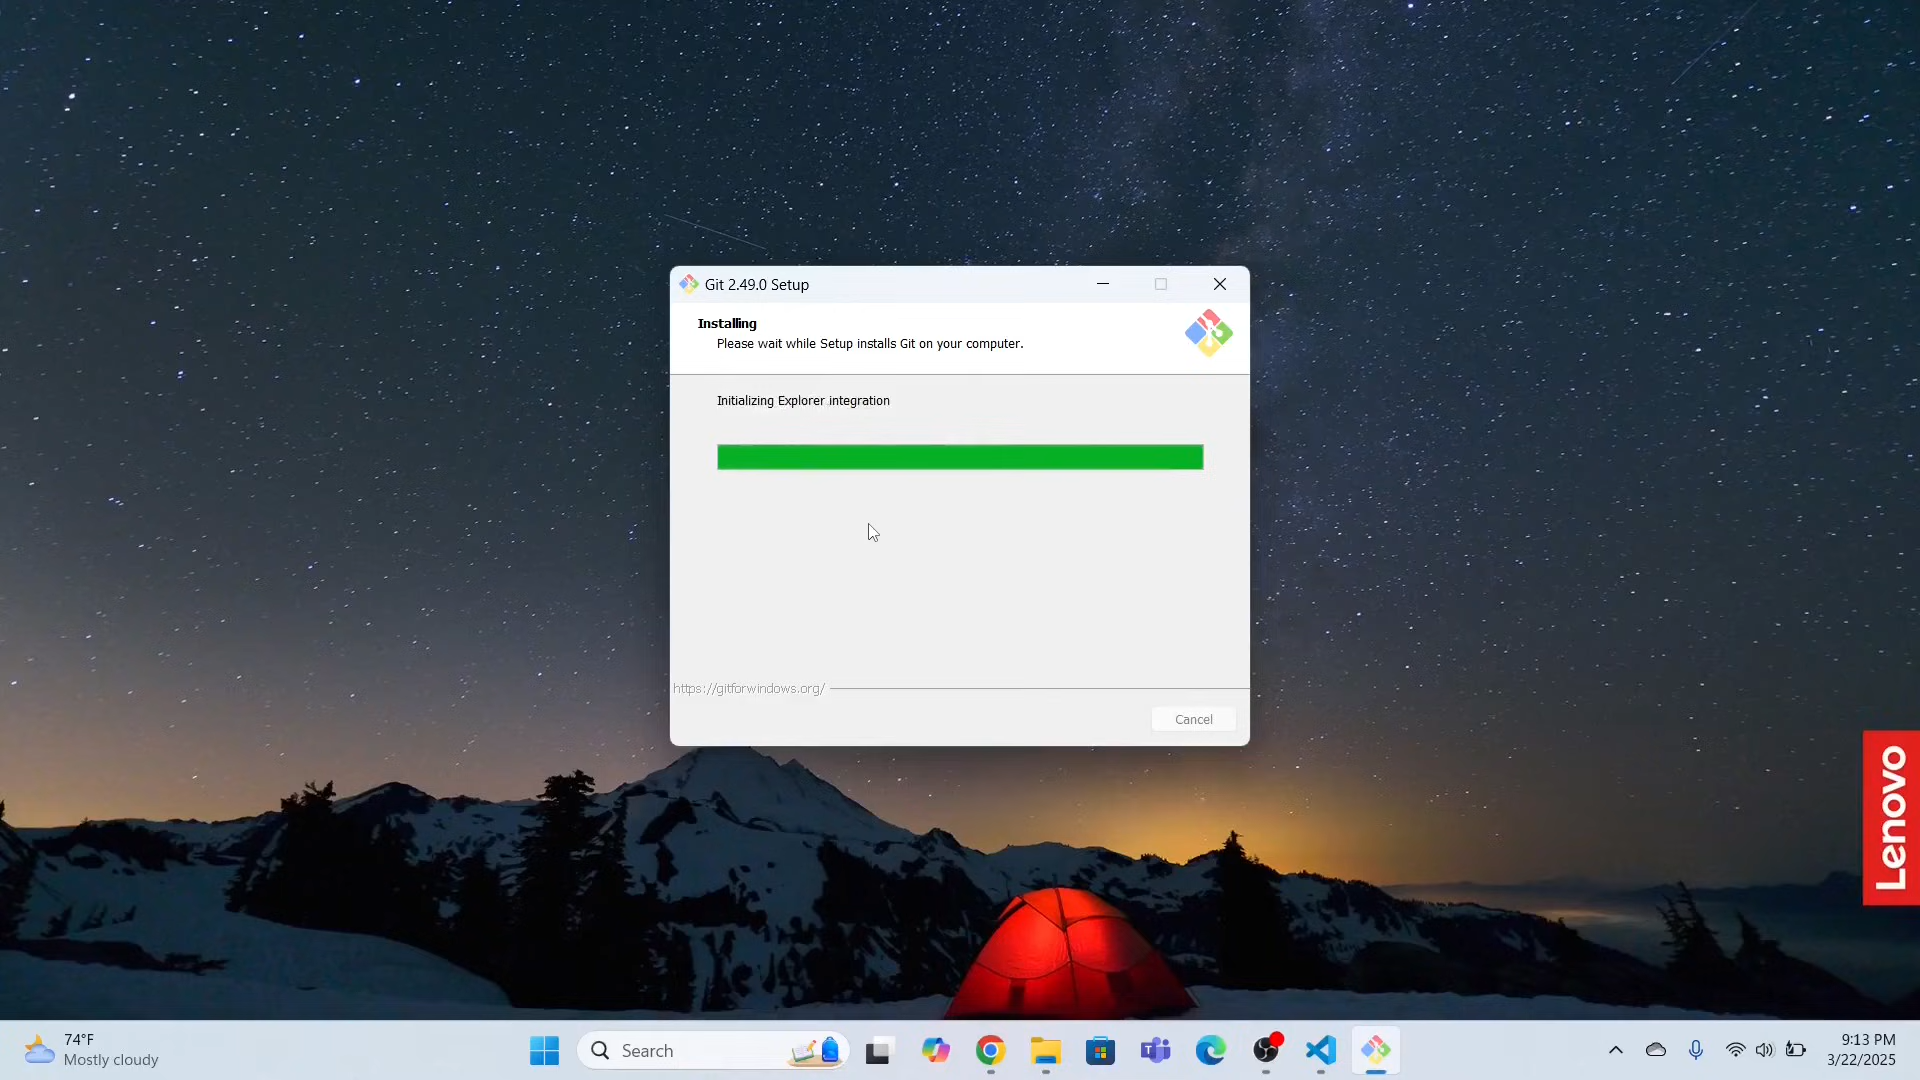 Git 2.49.0 Setup
Installing
Please wait while Setup installs Git on your computer.
Initializing Explorer integration
https://gitforwindows.org/
Cancel
Lenovo
74°F
Mostly cloudy
Search
9:13 PM
3/22/2025